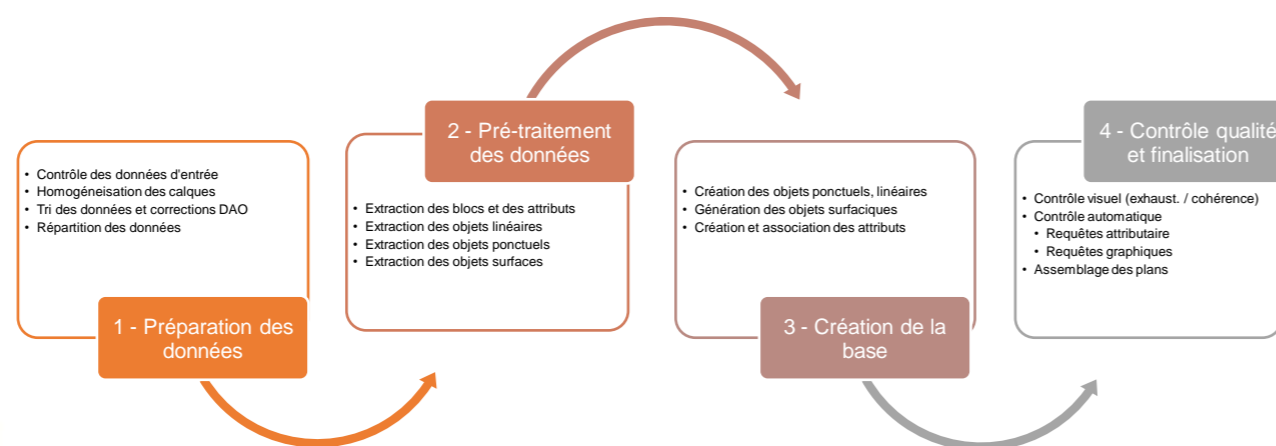 1 - Préparation des
données
• Contrôle des données d'entrée
• Homogéneisation des calques
• Tri des données et corrections DAO
• Répartition des données
2 - Pré-traitement
des données
• Extraction des blocs et des attributs
• Extraction des objets linéaires
• Extraction des objets ponctuels
• Extraction des objets surfaces
3 - Création de la
base
• Création des objets ponctuels, linéaires
• Génération des objets surfaciques
• Création et association des attributs
4 - Contrôle qualité
et finalisation
• Contrôle visuel (exhaust. / cohérence)
• Contrôle automatique
• Requêtes attributaire
• Requêtes graphiques
• Assemblage des plans